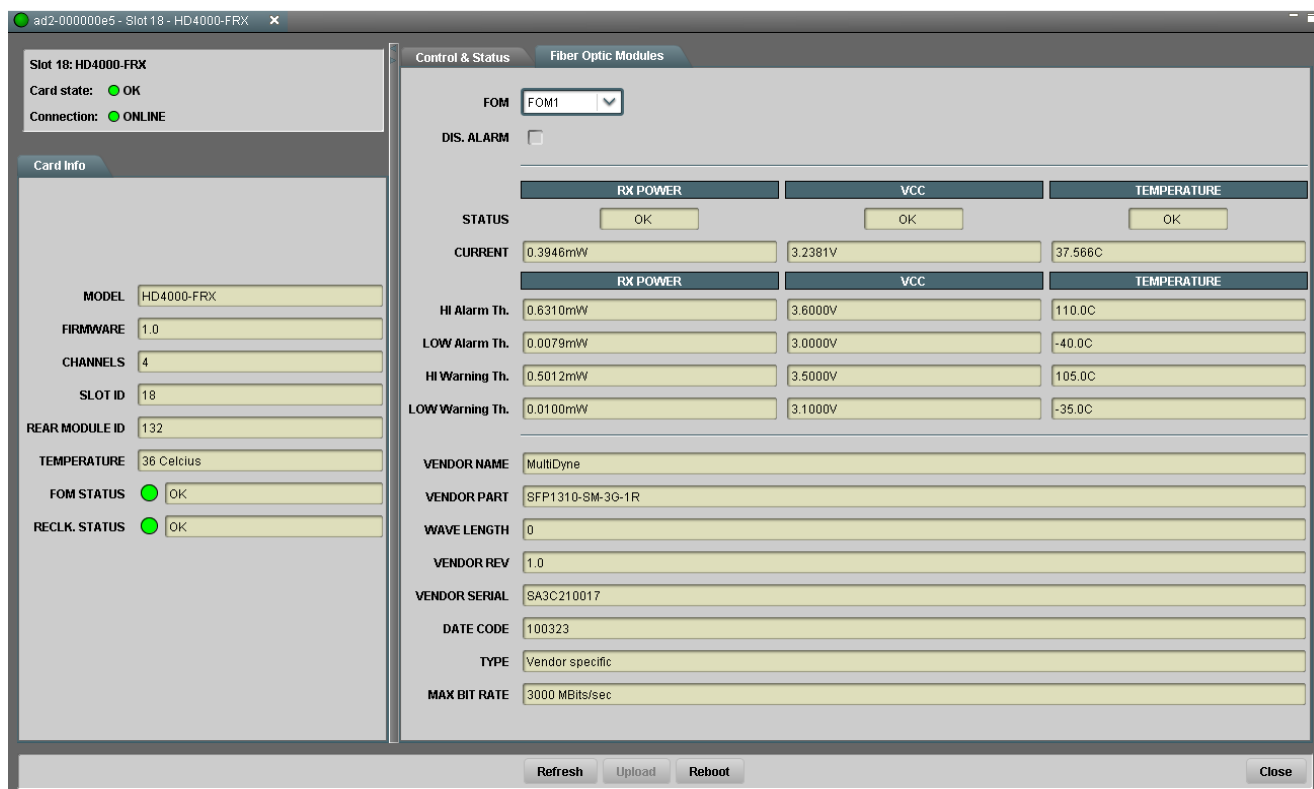 ad2-000000e5 - Slot 18 - HD4000-FRX
Slot 18: HD4000-FRX
Card state: OK
Connection: ONLINE
Card Info
MODEL HD4000-FRX
FIRMWARE 1.0
CHANNELS 4
SLOT ID 18
REAR MODULE ID 132
TEMPERATURE 36 Celcius
FOM STATUS OK
RECLK. STATUS OK
Control & Status Fiber Optic Modules
FOM FOM1
DIS. ALARM
RX POWER VCC TEMPERATURE
STATUS OK OK OK
CURRENT 0.3946mW 3.2381V 37.566C
RX POWER VCC TEMPERATURE
HI Alarm Th. 0.6310mW 3.6000V 110.0C
LOW Alarm Th. 0.0079mW 3.0000V -40.0C
HI Warning Th. 0.5012mW 3.5000V 105.0C
LOW Warning Th. 0.0100mW 3.1000V -35.0C
VENDOR NAME MultiDyne
VENDOR PART SFP1310-SM-3G-1R
WAVE LENGTH 0
VENDOR REV 1.0
VENDOR SERIAL SA3C210017
DATE CODE 100323
TYPE Vendor specific
MAX BIT RATE 3000 MBits/sec
Refresh Upload Reboot Close